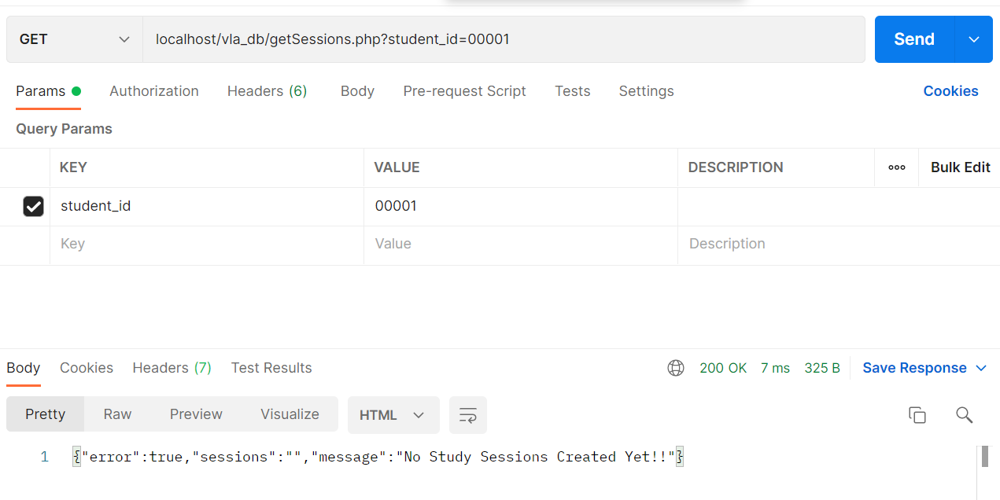 GET localhost/vla_db/getSessions.php?student_id=00001 Send
Params Authorization Headers (6) Body Pre-request Script Tests Settings Cookies
Query Params
KEY VALUE DESCRIPTION ooo Bulk Edit
student_id 00001
Key Value Description
Body Cookies Headers (7) Test Results 200 OK 7 ms 325 B Save Response
Pretty Raw Preview Visualize HTML
1 {"error":true,"sessions":"","message":"No Study Sessions Created Yet!!"}